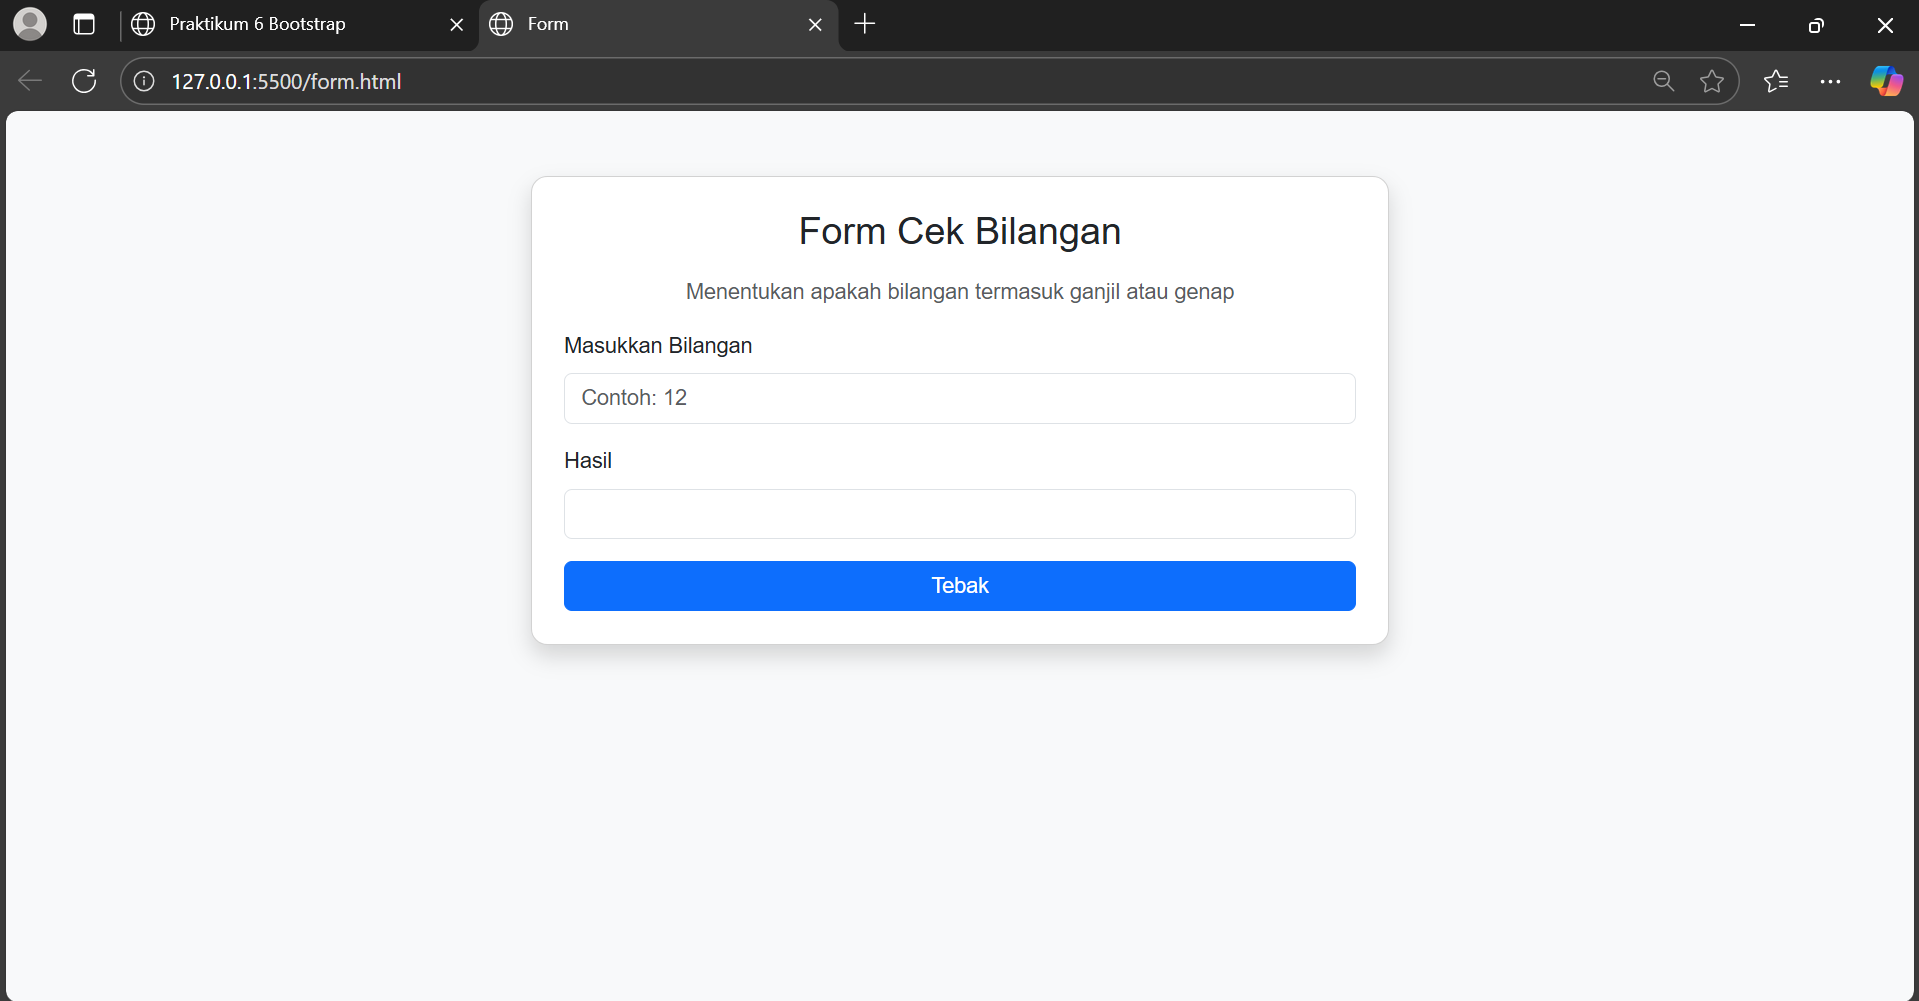 Praktikum 6 Bootstrap
Form
127.0.0.1:5500/form.html
Form Cek Bilangan
Menentukan apakah bilangan termasuk ganjil atau genap
Masukkan Bilangan
Contoh: 12
Hasil
Tebak